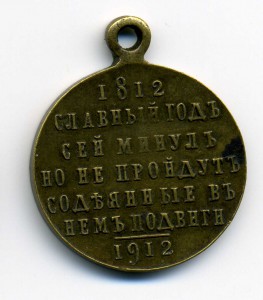 1812
СЛАВНЫЙ ГОДЪ
СЕЙ МИНУЛЪ
НО НЕ ПРОЙДУТЪ
СОДѢЯННЫЕ ВЪ
НЕМЪ ПОДВИГИ
1912